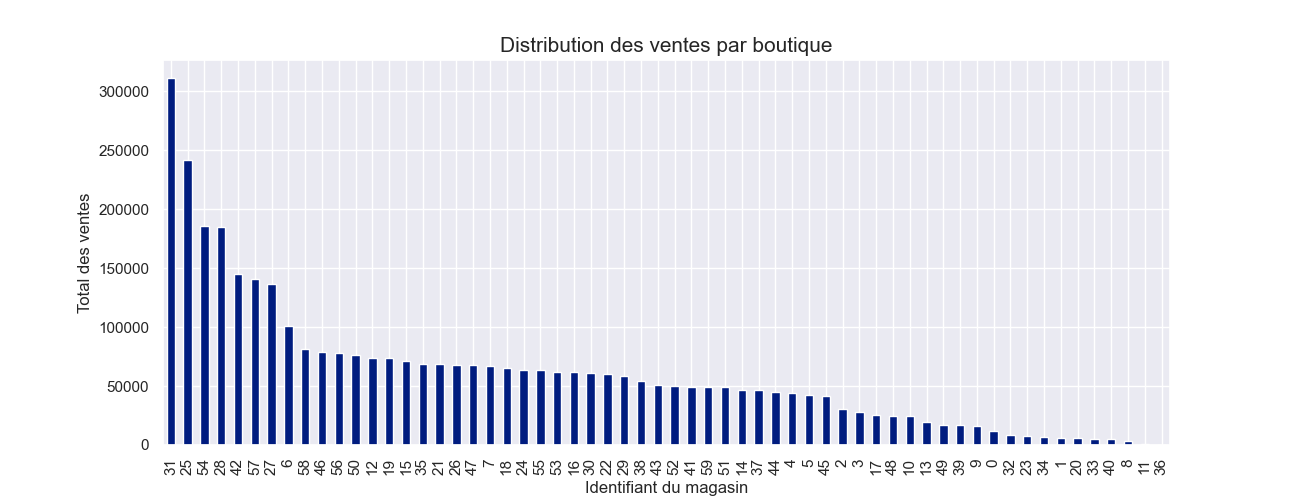 Distribution des ventes par boutique
Total des ventes
300000
250000
200000
150000
100000
50000
0
31 25 54 28 42 57 27 6 58 46 56 50 12 19 15 35 21 26 47 7 18 24 55 53 16 30 22 29 38 43 52 41 59 51 14 37 44 4 5 45 2 3 17 48 10 13 49 39 9 0 32 23 34 1 20 33 40 8 11 36
Identifiant du magasin